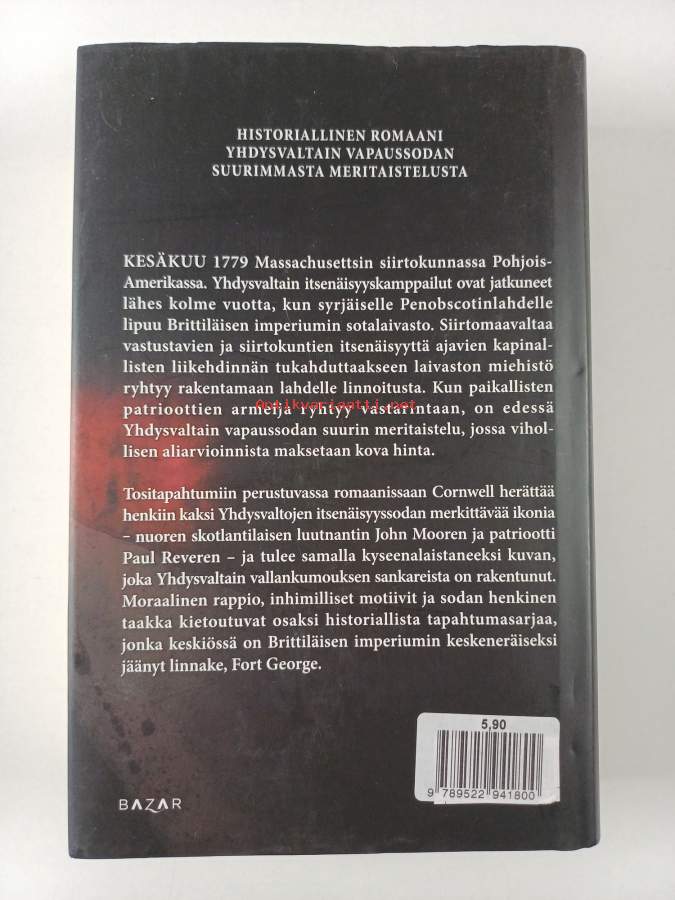 HISTORIALLINEN ROMAANI
YHDYSVALTAIN VAPAUSSODAN
SUURIMMASTA MERITAISTELUSTA
KESÄKUU 1779 Massachusettsin siirtokunnassa Pohjois-
Amerikassa. Yhdysvaltain itsenäisyyskamppailut ovat jatkuneet
lähes kolme vuotta, kun syrjäiselle Penobscotinlahdelle
lipuu Brittiläisen imperiumin sotalaivasto. Siirtomaavaltaa
vastustavien ja siirtokuntien itsenäisyyttä ajavien kapinal-
listen liikehdinnän tukahduttaakseen laivaston miehistö
ryhtyy rakentamaan lahdelle linnoitusta. Kun paikallisten
patrioottien armeija yhtyy vastarintaan, on edessä
Antikvariantti.net
Yhdysvaltain vapaussodan suurin meritaistelu, jossa vihol-
lisen aliarvioinnista maksetaan kova hinta.
Tositapahtumiin perustuvassa romaanissaan Cornwell herättää
henkiin kaksi Yhdysvaltojen itsenäisyyssodan merkittävää ikonia
– nuoren skotlantilaisen luutnantin John Mooren ja patriootti
Paul Reveren – ja tulee samalla kyseenalaistaneeksi kuvan,
joka Yhdysvaltain vallankumouksen sankareista on rakentunut.
Moraalinen rappio, inhimilliset motiivit ja sodan henkinen
taakka kietoutuvat osaksi historiallista tapahtumasarjaa,
jonka keskiössä on Brittiläisen imperiumin keskeneräiseksi
jäänyt linnake, Fort George.
5,90
9 789522 941800
BAZAR